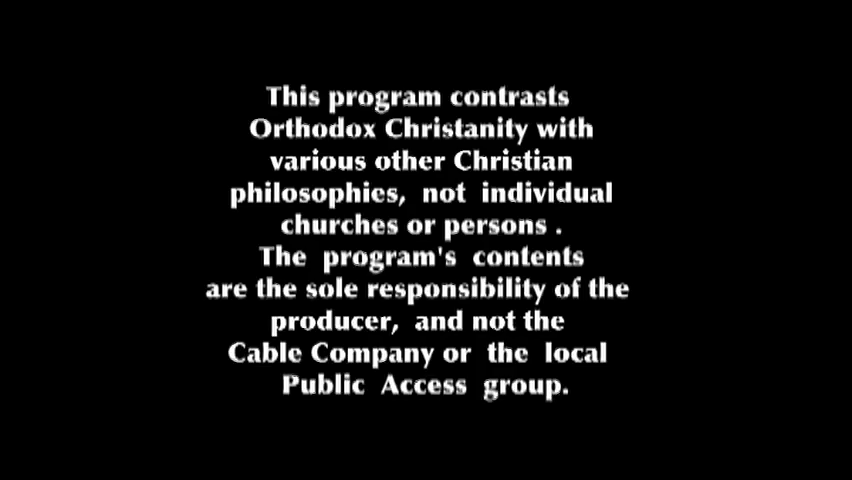 This program contrasts
Orthodox Christanity with
various other Christian
philosophies, not individual
churches or persons .
The program's contents
are the sole responsibility of the
producer, and not the
Cable Company or the local
Public Access group.